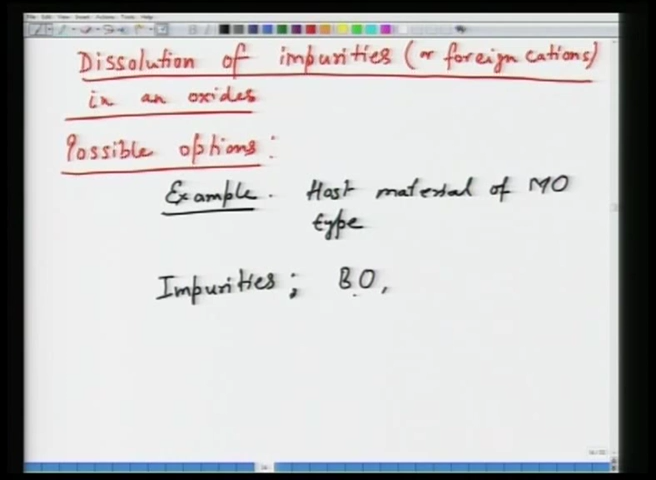 Dissolution of impurities (or foreign cations)
in an oxides
Possible options:
Example. Host material of MO
type
Impurities; BO,